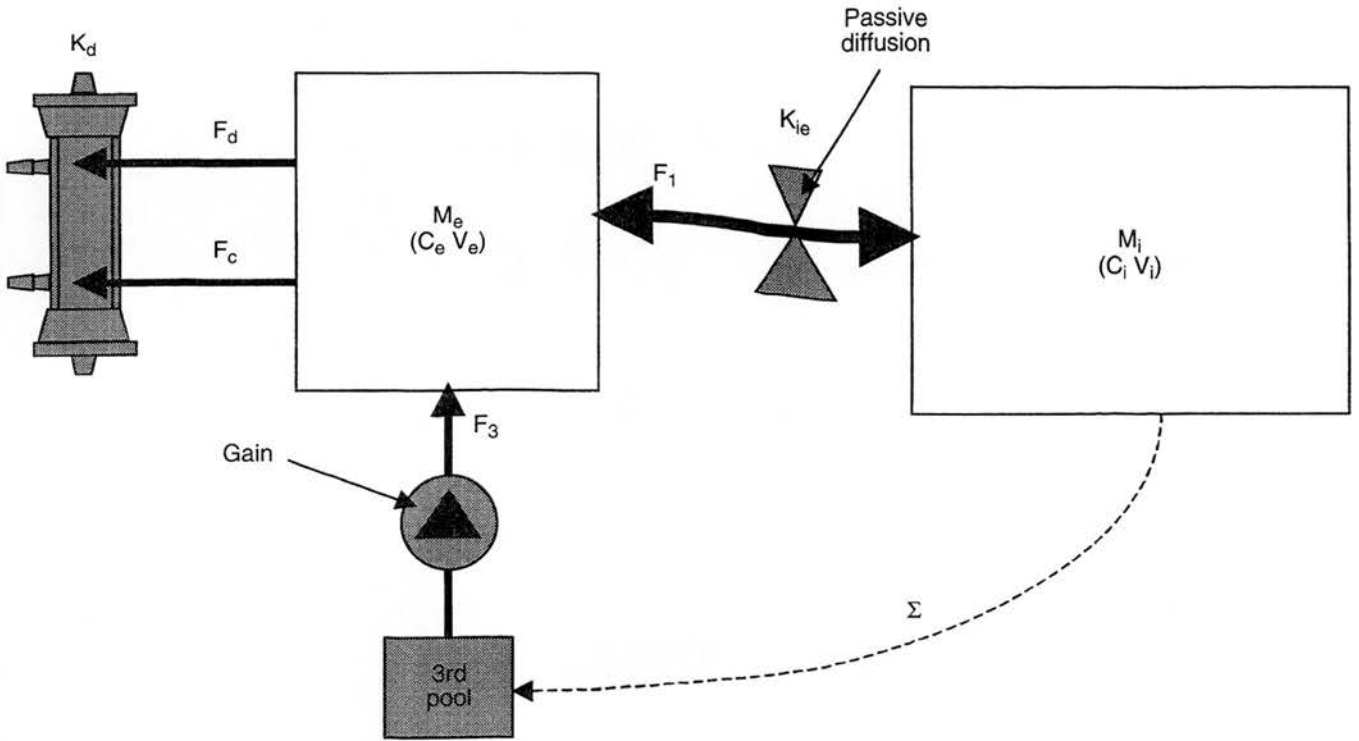 Passive
diffusion
K_d
K_ie
F_d
F_1
M_e
(C_e V_e)
M_i
(C_i V_i)
F_c
F_3
Gain
Σ
3rd
pool